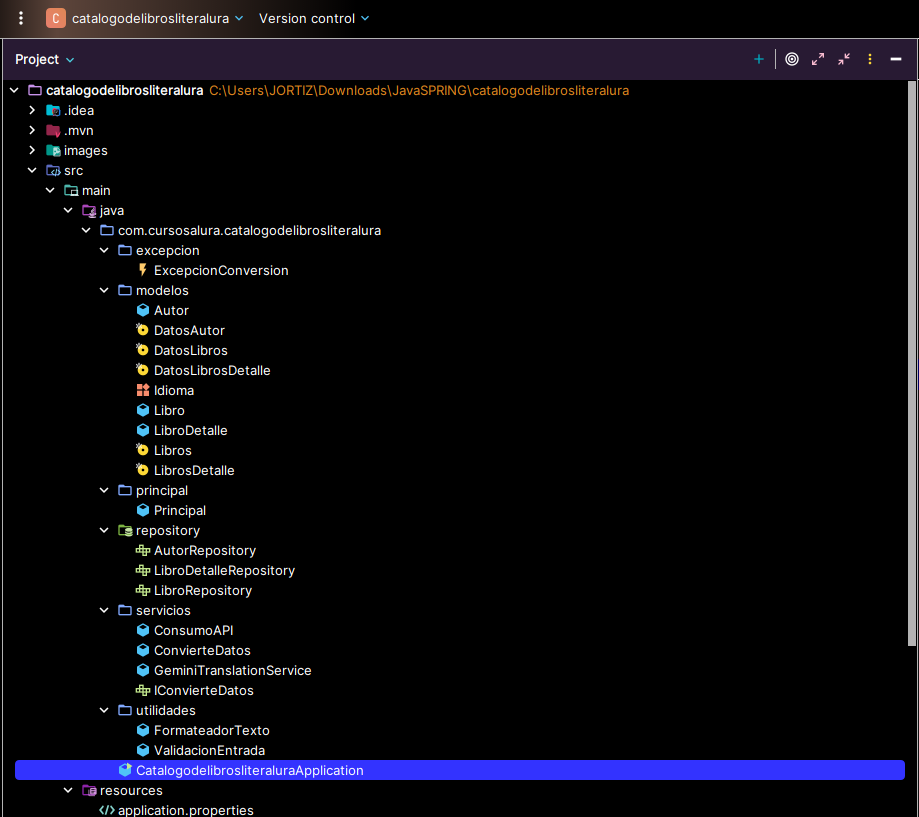 C catalogodelibrosliteralura Version control
Project
catalogodelibrosliteralura C:\Users\JORTIZ\Downloads\JavaSPRING\catalogodelibrosliteralura
.idea
.mvn
images
src
main
java
com.cursosalura.catalogodelibrosliteralura
excepcion
ExcepcionConversion
modelos
Autor
DatosAutor
DatosLibros
DatosLibrosDetalle
Idioma
Libro
LibroDetalle
Libros
LibrosDetalle
principal
Principal
repository
AutorRepository
LibroDetalleRepository
LibroRepository
servicios
ConsumoAPI
ConvierteDatos
GeminiTranslationService
IConvierteDatos
utilidades
FormateadorTexto
ValidacionEntrada
CatalogodelibrosliteraluraApplication
resources
application.properties